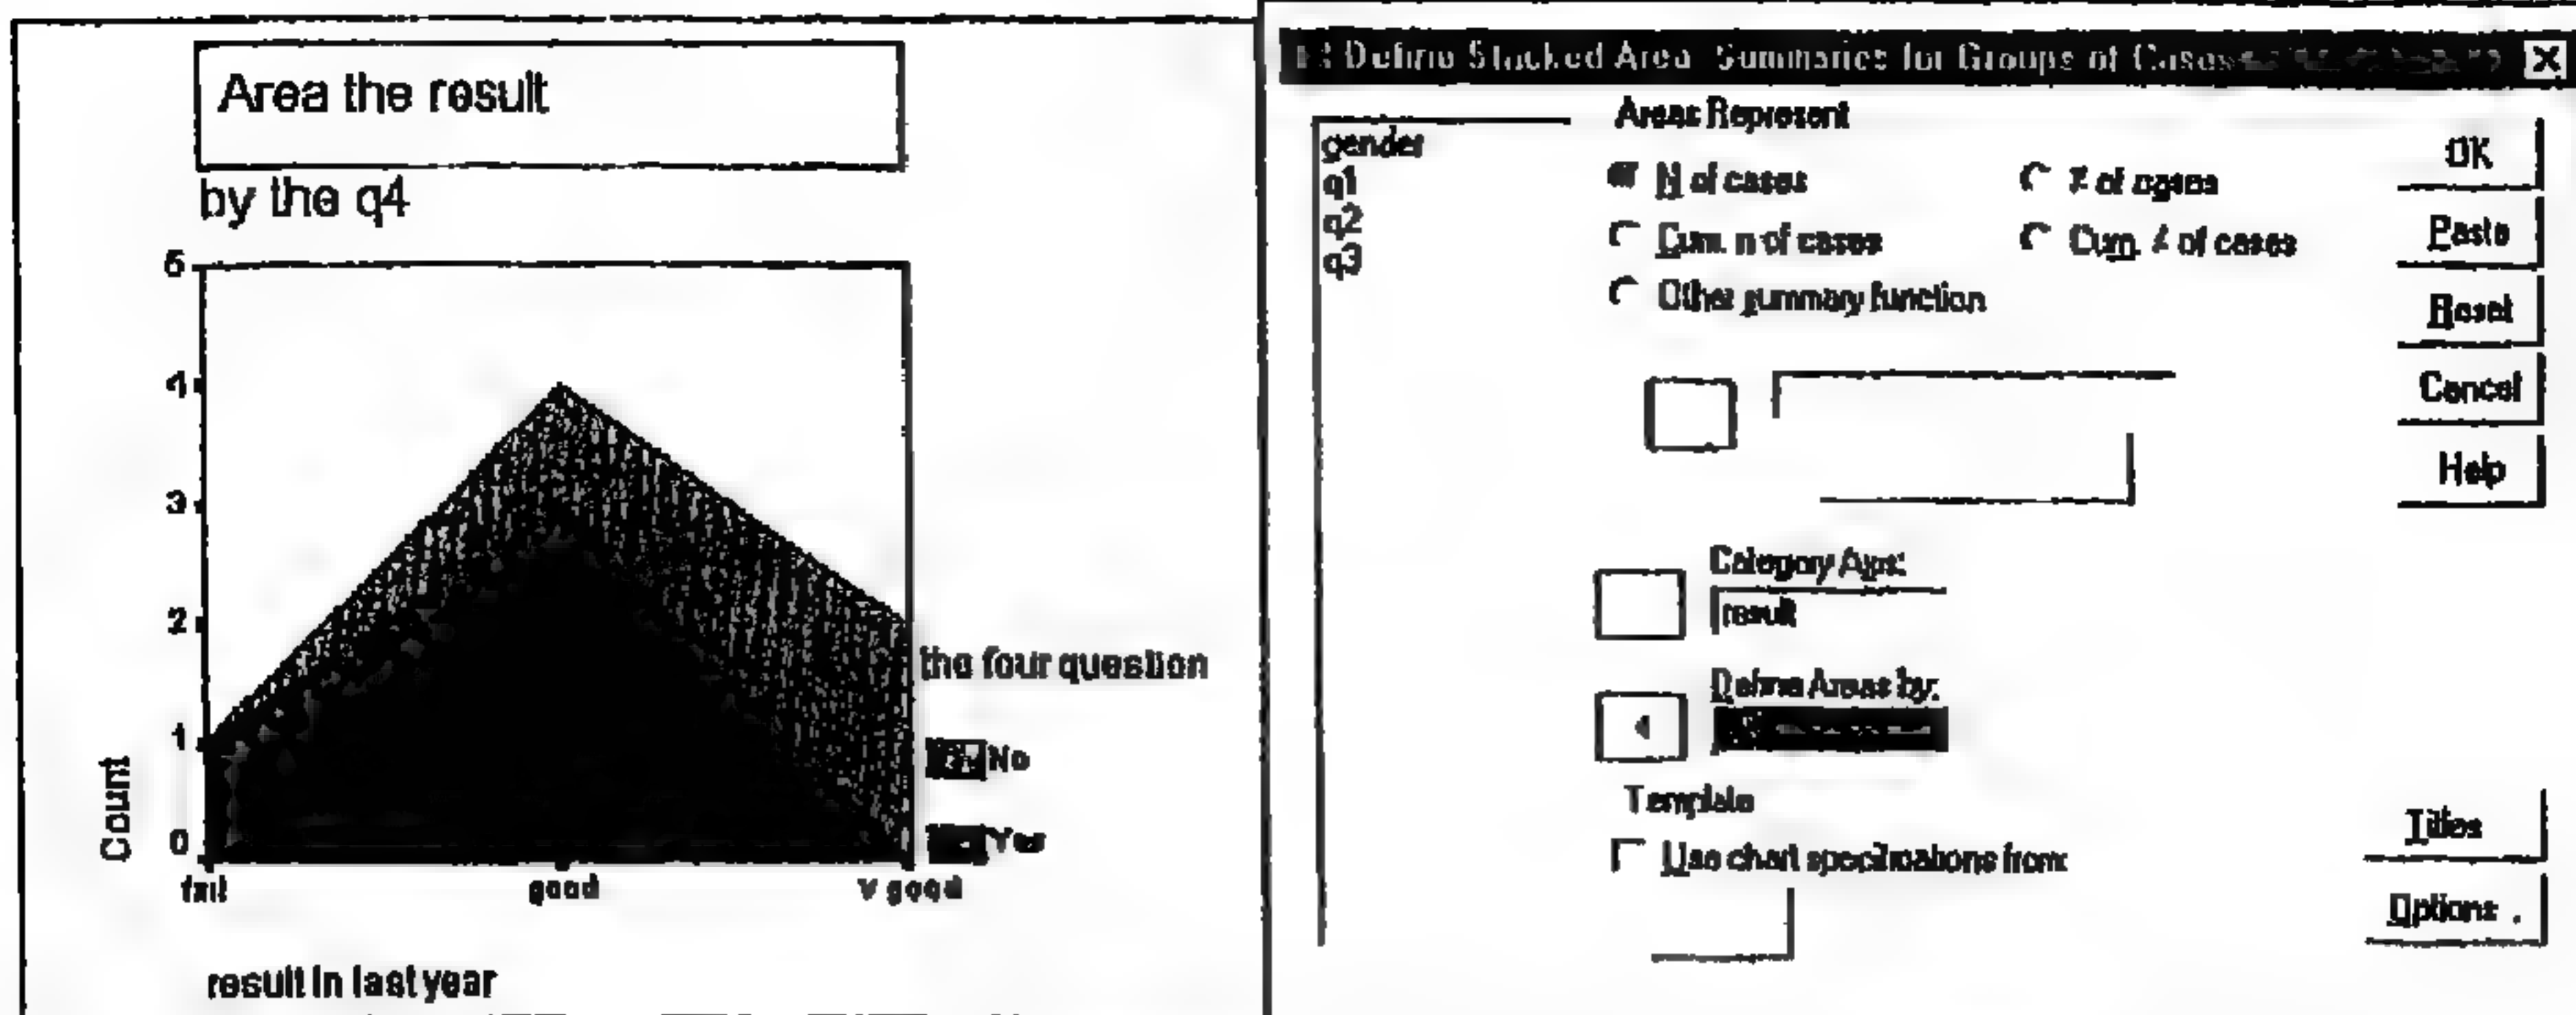 Area the result
by the q4
5
4
3
2
1
0
Count
fail
good
v good
the four question
No
Yes
result in last year
Define Stacked Area Summaries for Groups of Cases
gender
q1
q2
q3
Areas Represent
N of cases
% of cases
Cum. n of cases
Cum. % of cases
Other summary function
Category Axis:
result
Define Areas by:
Template
Use chart specifications from:
OK
Paste
Reset
Cancel
Help
Titles
Options .